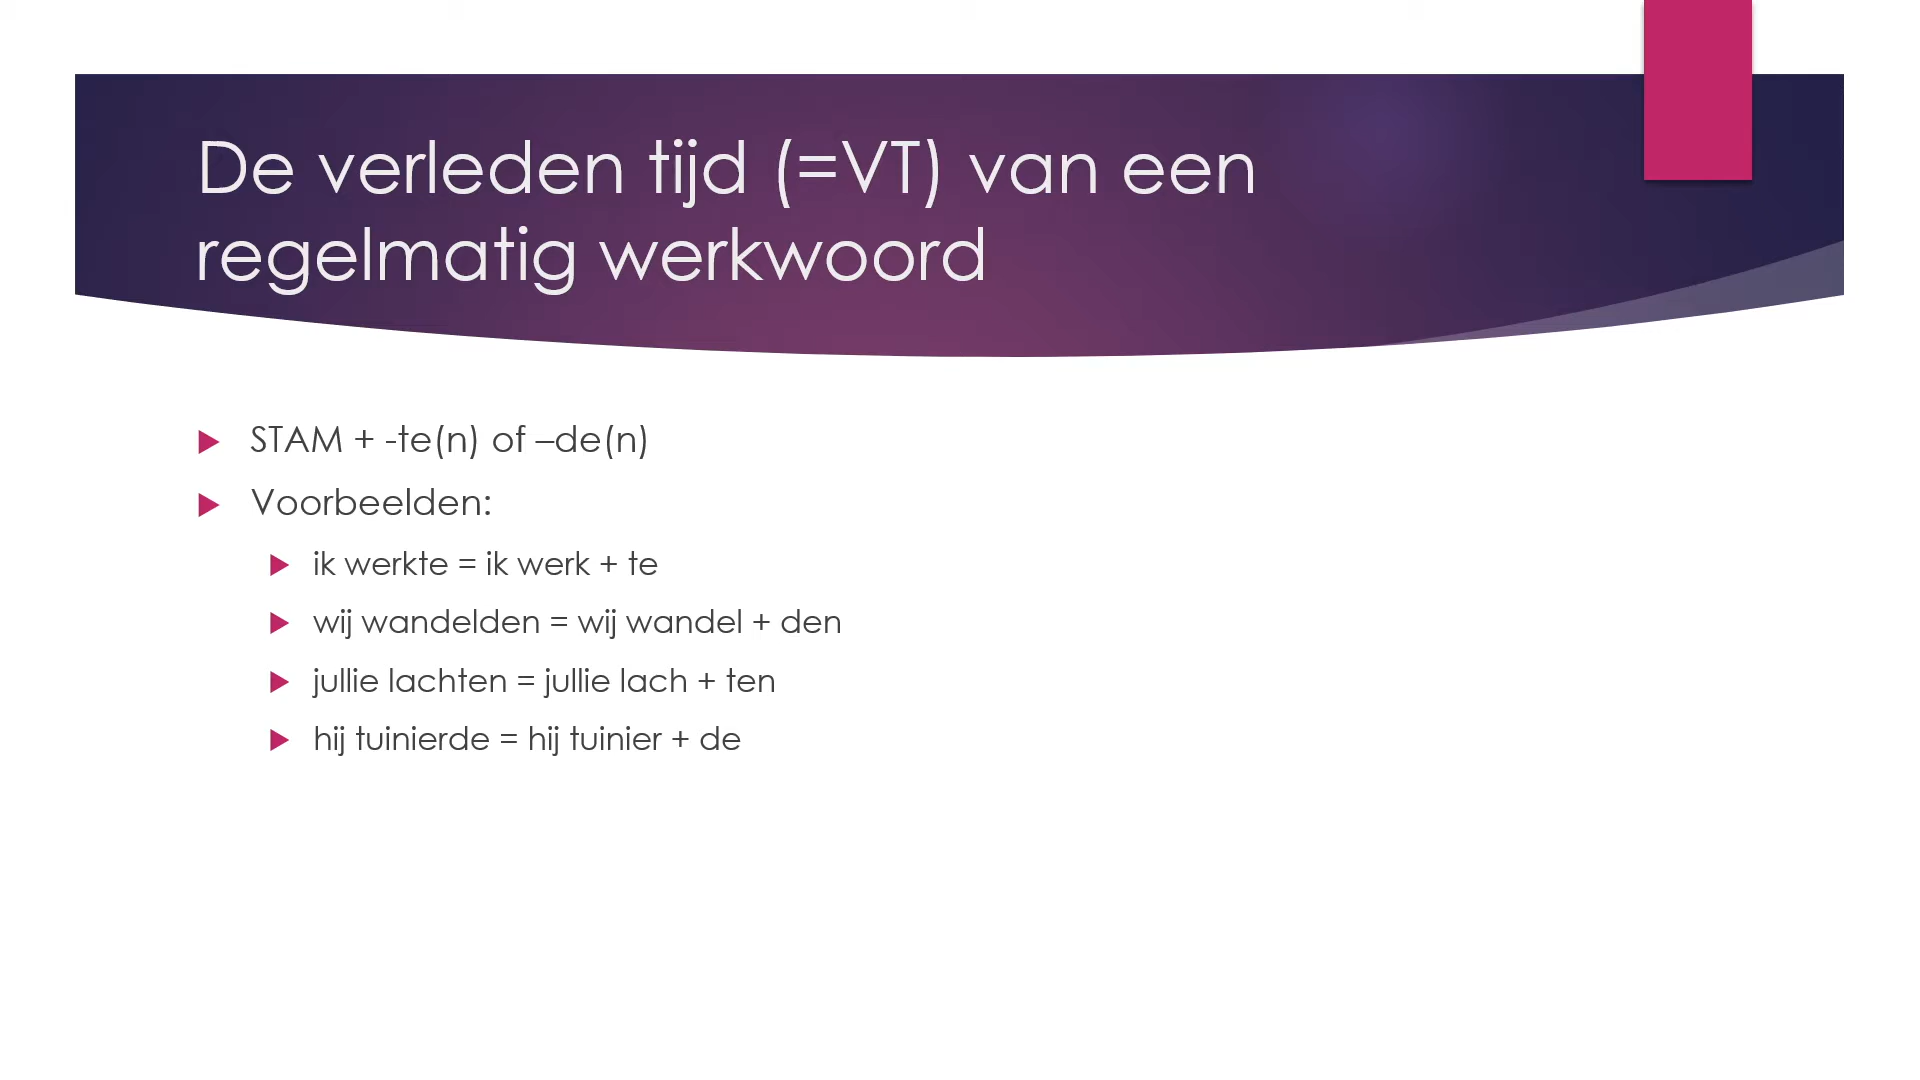 De verleden tijd (=VT) van een
regelmatig werkwoord
STAM + -te(n) of –de(n)
Voorbeelden:
ik werkte = ik werk + te
wij wandelden = wij wandel + den
jullie lachten = jullie lach + ten
hij tuinierde = hij tuinier + de